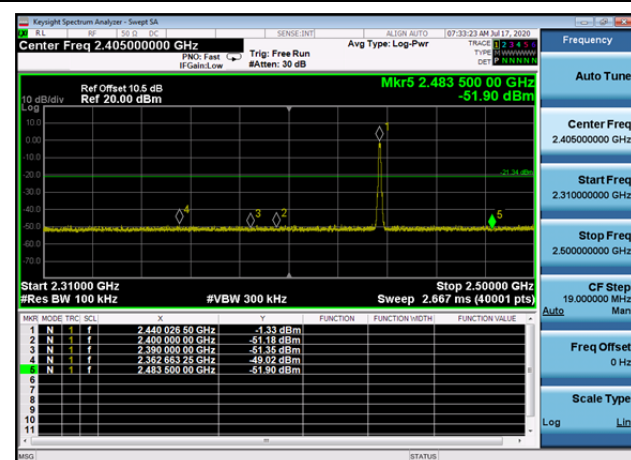 Keysight Spectrum Analyzer - Swept SA
RL RF 50 Ω DC SENSE:INT ALIGN AUTO 07:33:23 AM Jul 17, 2020
Center Freq 2.405000000 GHz
PNO: Fast
IFGain:Low
Trig: Free Run
#Atten: 30 dB
Avg Type: Log-Pwr
TRACE 1 2 3 4 5 6
TYPE M WWWWW
DET P N N N N N
Ref Offset 10.5 dB
10 dB/div Ref 20.00 dBm
Log
Mkr5 2.483 500 00 GHz
-51.90 dBm
10.0
0.00
-10.0
-20.0
-30.0
-40.0
-50.0
-60.0
-70.0
1
-21.34 dBm
4
3
2
5
Start 2.31000 GHz Stop 2.50000 GHz
#Res BW 100 kHz #VBW 300 kHz Sweep 2.667 ms (40001 pts)
MKR MODE TRC SCL X Y FUNCTION FUNCTION WIDTH FUNCTION VALUE
1 N 1 f 2.440 026 50 GHz -1.33 dBm
2 N 1 f 2.400 000 00 GHz -51.18 dBm
3 N 1 f 2.390 000 00 GHz -51.35 dBm
4 N 1 f 2.362 663 25 GHz -49.02 dBm
5 N 1 f 2.483 500 00 GHz -51.90 dBm
6
7
8
9
10
11
MSG STATUS
Frequency
Auto Tune
Center Freq
2.405000000 GHz
Start Freq
2.310000000 GHz
Stop Freq
2.500000000 GHz
CF Step
19.000000 MHz
Auto Man
Freq Offset
0 Hz
Scale Type
Log Lin